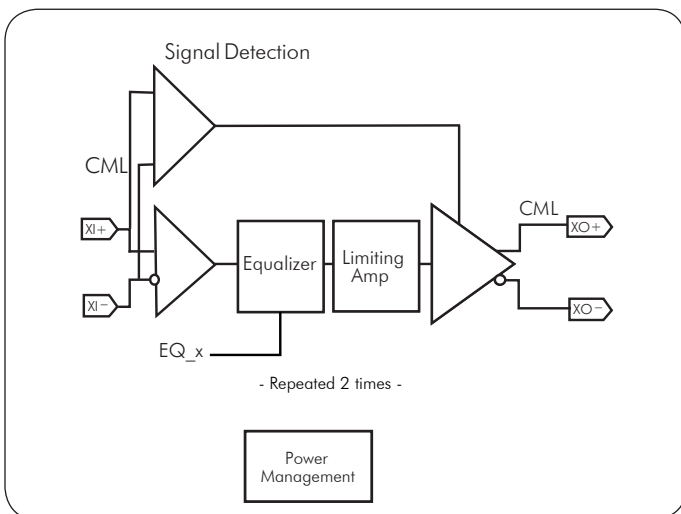 Signal Detection
CML
XI+
XI−
Equalizer
Limiting
Amp
CML
XO+
XO−
EQ_x
- Repeated 2 times -
Power
Management